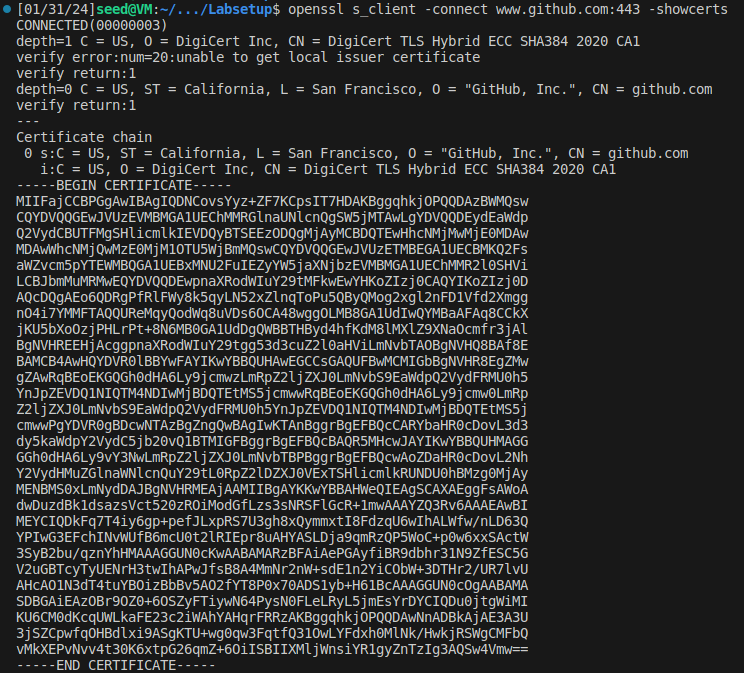 [01/31/24]seed@VM:~/.../Labsetup$ openssl s_client -connect www.github.com:443 -showcerts
CONNECTED(00000003)
depth=1 C = US, O = DigiCert Inc, CN = DigiCert TLS Hybrid ECC SHA384 2020 CA1
verify error:num=20:unable to get local issuer certificate
verify return:1
depth=0 C = US, ST = California, L = San Francisco, O = "GitHub, Inc.", CN = github.com
verify return:1
---
Certificate chain
 0 s:C = US, ST = California, L = San Francisco, O = "GitHub, Inc.", CN = github.com
   i:C = US, O = DigiCert Inc, CN = DigiCert TLS Hybrid ECC SHA384 2020 CA1
-----BEGIN CERTIFICATE-----
MIIFajCCBPGgAwIBAgIQDNCovsYyz+ZF7KCpsIT7HDAKBggqhkjOPQQDAzBWMQsw
CQYDVQQGEwJVUzEVMBMGA1UEChMMRGlnaUNlcnQgSW5jMTAwLgYDVQQDEydEaWdp
Q2VydCBUTFMgSHlicmlkIEVDQyBTSEEzODQgMjAyMCBDQTEwHhcNMjMwMjE0MDAw
MDAwWhcNMjQwMzE0MjM1OTU5WjBmMQswCQYDVQQGEwJVUzETMBEGA1UECBMKQ2Fs
aWZvcm5pYTEWMBQGA1UEBxMNU2FuIEZyYW5jaXNjbzEVMBMGA1UEChMMR2l0SHVi
LCBJbmMuMRMwEQYDVQQDEwpnaXRodWIuY29tMFkwEwYHKoZIzj0CAQYIKoZIzj0D
AQcDQgAEo6QDRgPfRlFWy8k5qyLN52xZlnqToPu5QByQMog2xgl2nFD1Vfd2Xmgg
nO4i7YMMFTAQUReMqyQodWq8uVDs6OCA48wggOLMB8GA1UdIwQYMBaAFAq8CCkX
jKU5bXoOzjPHLrPt+8N6MB0GA1UdDgQWBBTHByd4hfKdM8lMXlZ9XNaOcmfr3jAl
BgNVHREEHjAcggpnaXRodWIuY29tgg53d3cuZ2l0aHViLmNvbTAOBgNVHQ8BAf8E
BAMCB4AwHQYDVR0lBBYwFAYIKwYBBQUHAwEGCCsGAQUFBwMCMIGbBgNVHR8EgZMw
gZAwRqBEoEKGQGh0dHA6Ly9jcmwzLmRpZ2ljZXJ0LmNvbS9EaWdpQ2VydFRMU0h5
YnJpZEVDQ1NIQTM4NDIwMjBDQTEtMS5jcmwwRqBEoEKGQGh0dHA6Ly9jcmw0LmRp
Z2ljZXJ0LmNvbS9EaWdpQ2VydFRMU0h5YnJpZEVDQ1NIQTM4NDIwMjBDQTEtMS5j
cmwwPgYDVR0gBDcwNTAzBgZngQwBAgIwKTAnBggrBgEFBQcCARYbaHR0cDovL3d3
dy5kaWdpY2VydC5jb20vQ1BTMIGFBggrBgEFBQcBAQR5MHcwJAYIKwYBBQUHMAGG
GGh0dHA6Ly9vY3NwLmRpZ2ljZXJ0LmNvbTBPBggrBgEFBQcwAoZDaHR0cDovL2Nh
Y2VydHMuZGlnaWNlcnQuY29tL0RpZ2lDZXJ0VExTSHlicmlkRUNDU0hBMzg0MjAy
MENBMS0xLmNydDAJBgNVHRMEAjAAMIIBgAYKKwYBBAHWeQIEAgSCAXAEggFsAWoA
dwDuzdBk1dsazsVct520zROiModGfLzs3sNRSFlGcR+1mwAAAYZQ3Rv6AAAEAwBI
MEYCIQDkFq7T4iy6gp+pefJLxpRS7U3gh8xQymmxtI8FdzqU6wIhALWfw/nLD63Q
YPIwG3EFchINvWUfB6mcU0t2lRIEpr8uAHYASLDja9qmRzQP5WoC+p0w6xxSActW
3SyB2bu/qznYhHMAAAGGUN0cKwAABAMARzBFAiAePGAyfiBR9dbhr31N9ZfESC5G
V2uGBTcyTyUENrH3twIhAPwJfsB8A4MmNr2nW+sdE1n2YiCObW+3DTHr2/UR7lvU
AHcAO1N3dT4tuYBOizBbBv5AO2fYT8P0x70ADS1yb+H61BcAAAGGUN0cOgAABAMA
SDBGAiEAzOBr9OZ0+6OSZyFTiywN64PysN0FLeLRyL5jmEsYrDYCIQDu0jtgWiMI
KU6CM0dKcqUWLkaFE23c2iWAhYAHqrFRRzAKBggqhkjOPQQDAwNnADBkAjAE3A3U
3jSZCpwfqOHBdlxi9ASgKTU+wg0qw3FqtfQ31OwLYFdxh0MlNk/HwkjRSWgCMFbQ
vMkXEPvNvv4t30K6xtpG26qmZ+6OiISBIIXMljWnsiYR1gyZnTzIg3AQSw4Vmw==
-----END CERTIFICATE-----